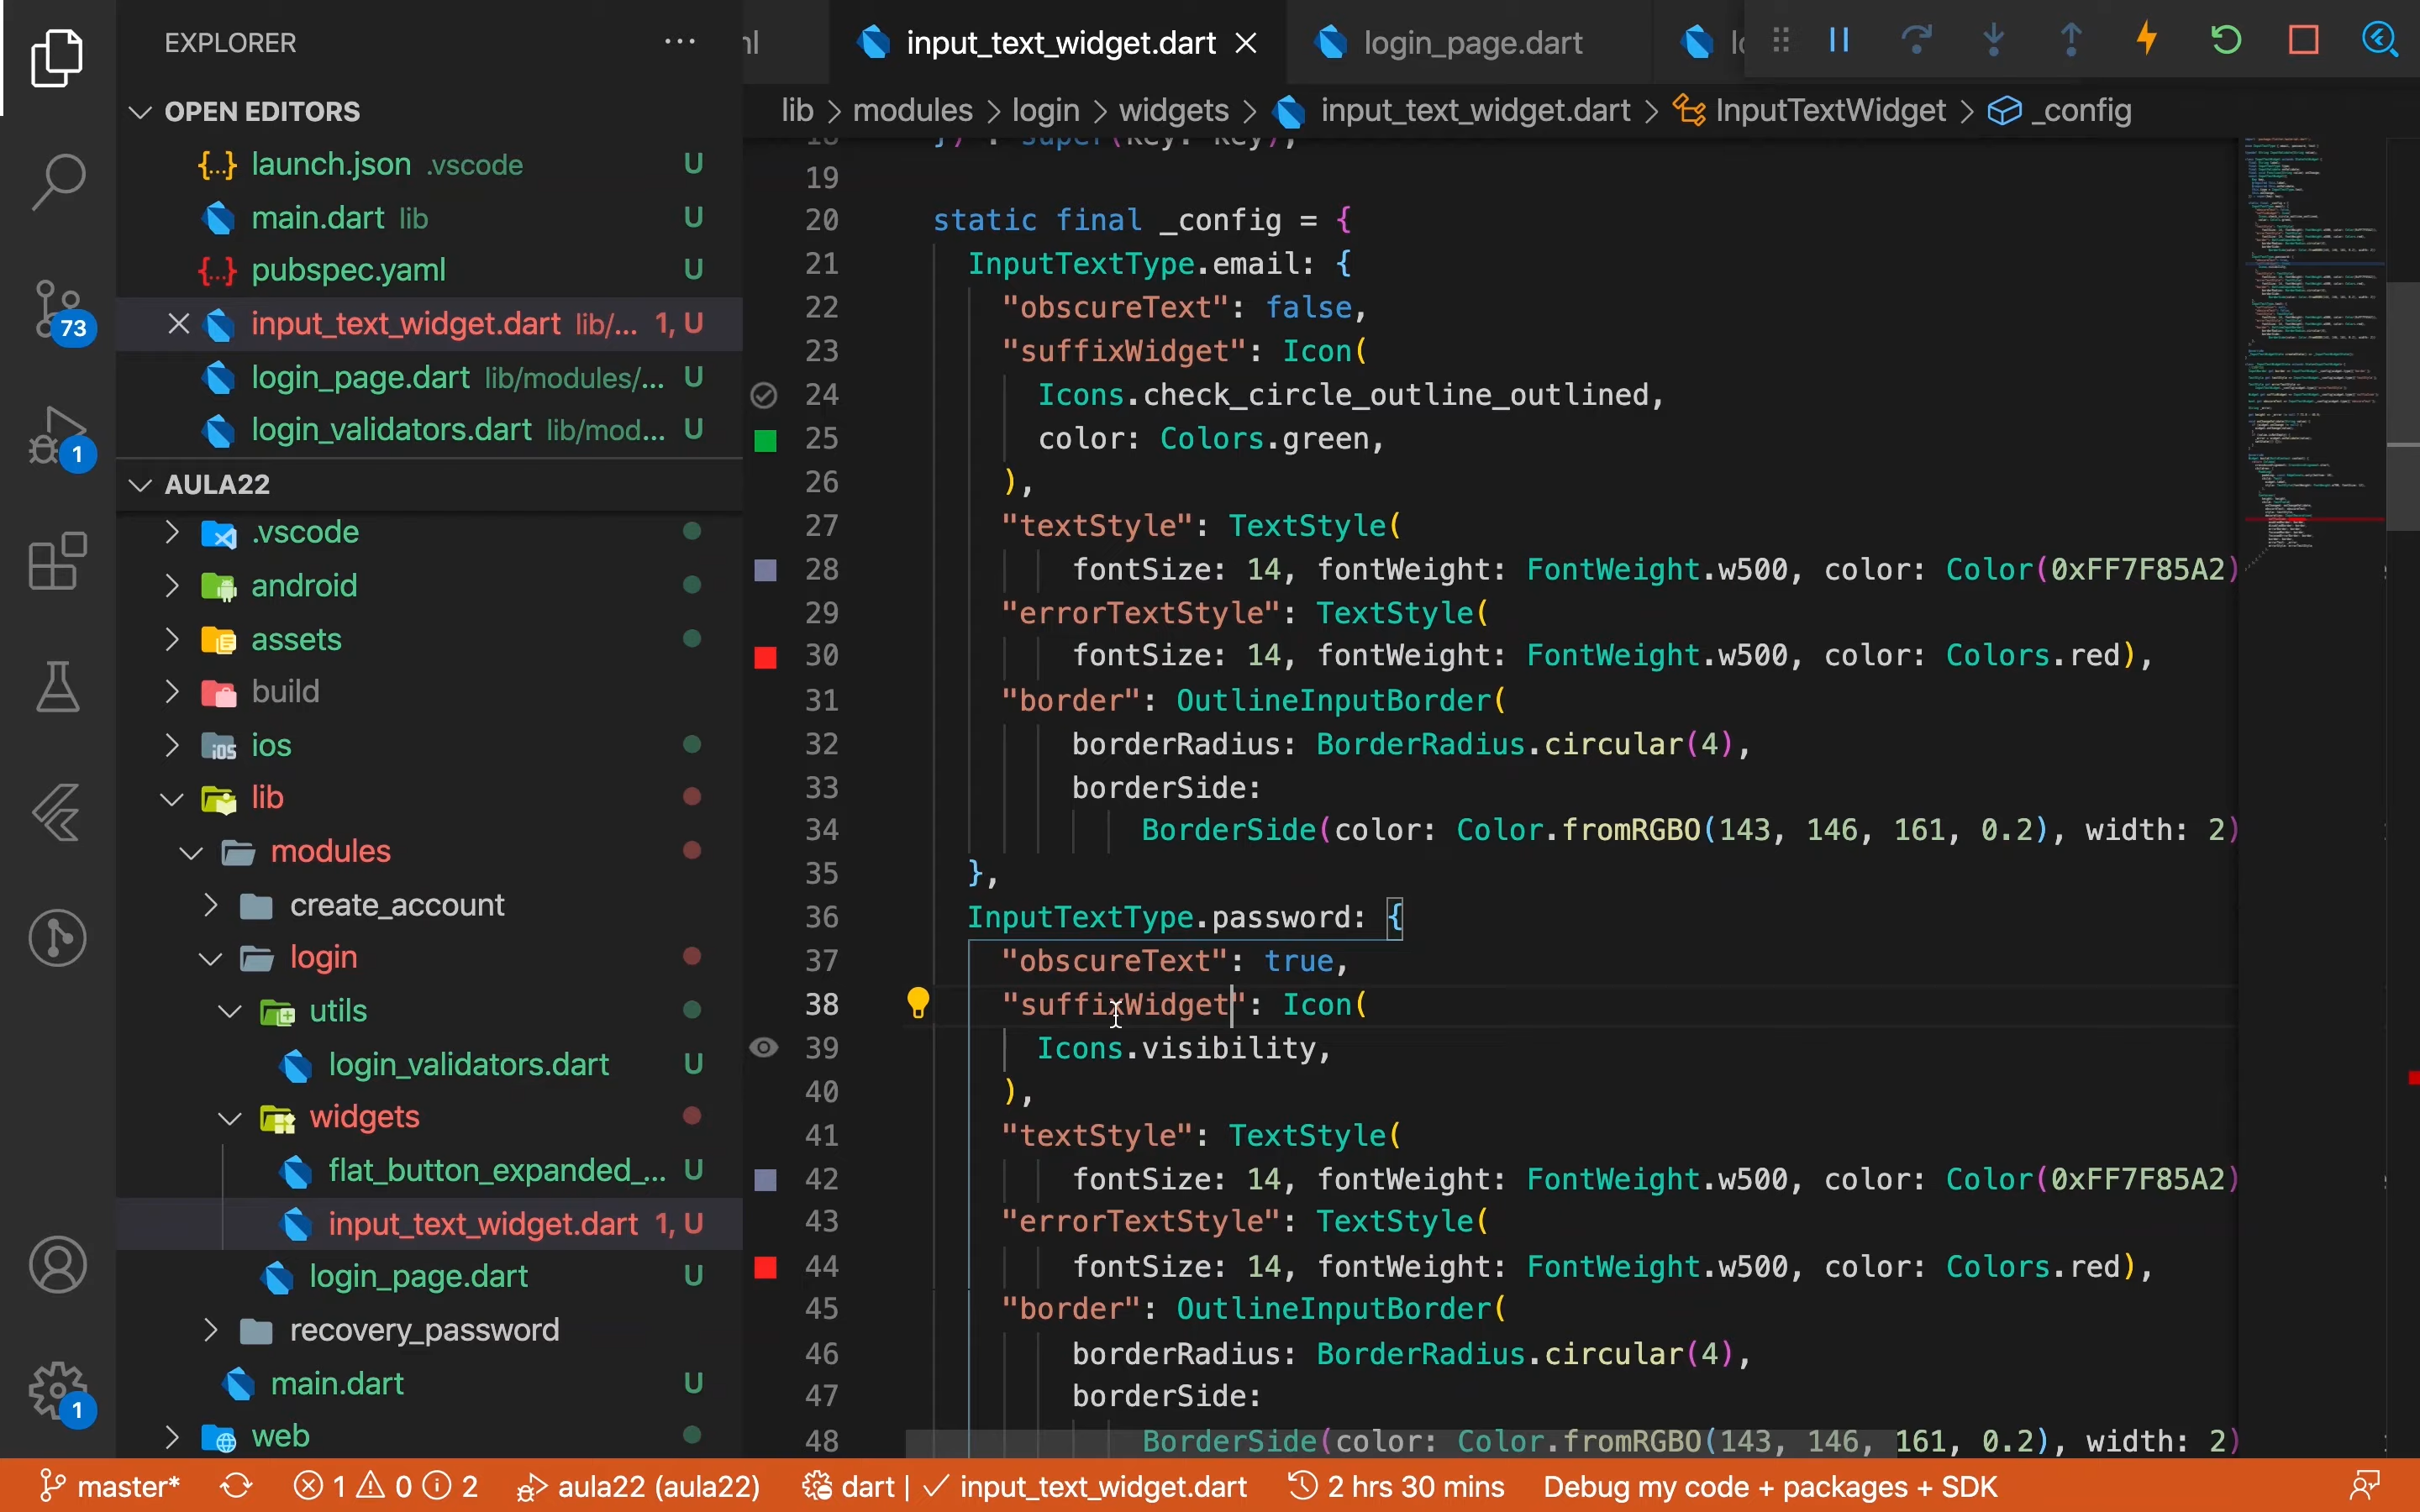 EXPLORER
OPEN EDITORS
launch.json .vscode U
main.dart lib U
pubspec.yaml U
input_text_widget.dart lib/... 1, U
login_page.dart lib/modules/... U
login_validators.dart lib/mod... U
AULA22
.vscode
android
assets
build
ios
lib
modules
create_account
login
utils
login_validators.dart U
widgets
flat_button_expanded_... U
input_text_widget.dart 1, U
login_page.dart U
recovery_password
main.dart U
web
73
1
1
input_text_widget.dart
login_page.dart
lib > modules > login > widgets > input_text_widget.dart > InputTextWidget > _config
18 }) : super(key: key);
19
20 static final _config = {
21 InputTextType.email: {
22 "obscureText": false,
23 "suffixWidget": Icon(
24 Icons.check_circle_outline_outlined,
25 color: Colors.green,
26 ),
27 "textStyle": TextStyle(
28 fontSize: 14, fontWeight: FontWeight.w500, color: Color(0xFF7F85A2)
29 "errorTextStyle": TextStyle(
30 fontSize: 14, fontWeight: FontWeight.w500, color: Colors.red),
31 "border": OutlineInputBorder(
32 borderRadius: BorderRadius.circular(4),
33 borderSide:
34 BorderSide(color: Color.fromRGBO(143, 146, 161, 0.2), width: 2)
35 },
36 InputTextType.password: {
37 "obscureText": true,
38 "suffixWidget": Icon(
39 Icons.visibility,
40 ),
41 "textStyle": TextStyle(
42 fontSize: 14, fontWeight: FontWeight.w500, color: Color(0xFF7F85A2)
43 "errorTextStyle": TextStyle(
44 fontSize: 14, fontWeight: FontWeight.w500, color: Colors.red),
45 "border": OutlineInputBorder(
46 borderRadius: BorderRadius.circular(4),
47 borderSide:
48 BorderSide(color: Color.fromRGBO(143, 146, 161, 0.2), width: 2)
master* 1 0 2 aula22 (aula22) dart | input_text_widget.dart 2 hrs 30 mins Debug my code + packages + SDK